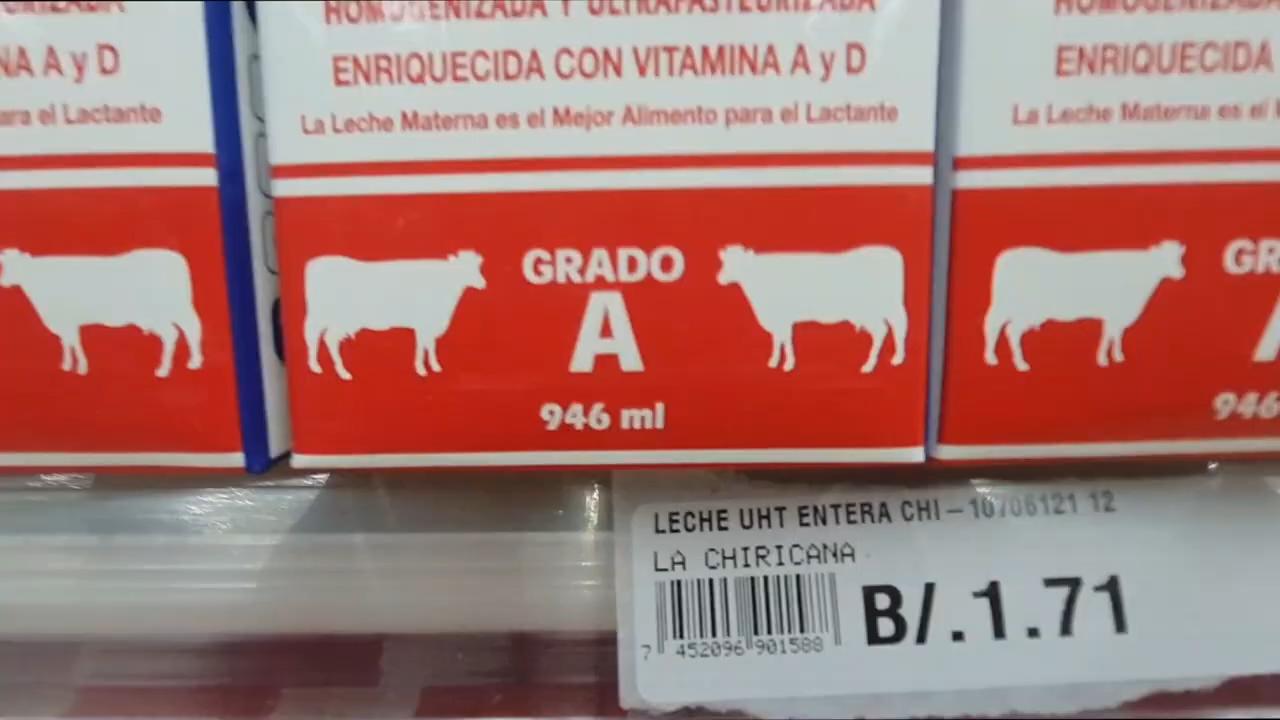 HOMOGENIZADA Y ULTRAPASTEURIZADA
HOMOGENIZADA
NA A y D
ENRIQUECIDA CON VITAMINA A y D
ENRIQUECIDA
ara el Lactante
La Leche Materna es el Mejor Alimento para el Lactante
La Leche Materna es el
GRADO
A
946 ml
GR
946
LECHE UHT ENTERA CHI – 10706121 12
LA CHIRICANA
B/.1.71
7 452096 901588